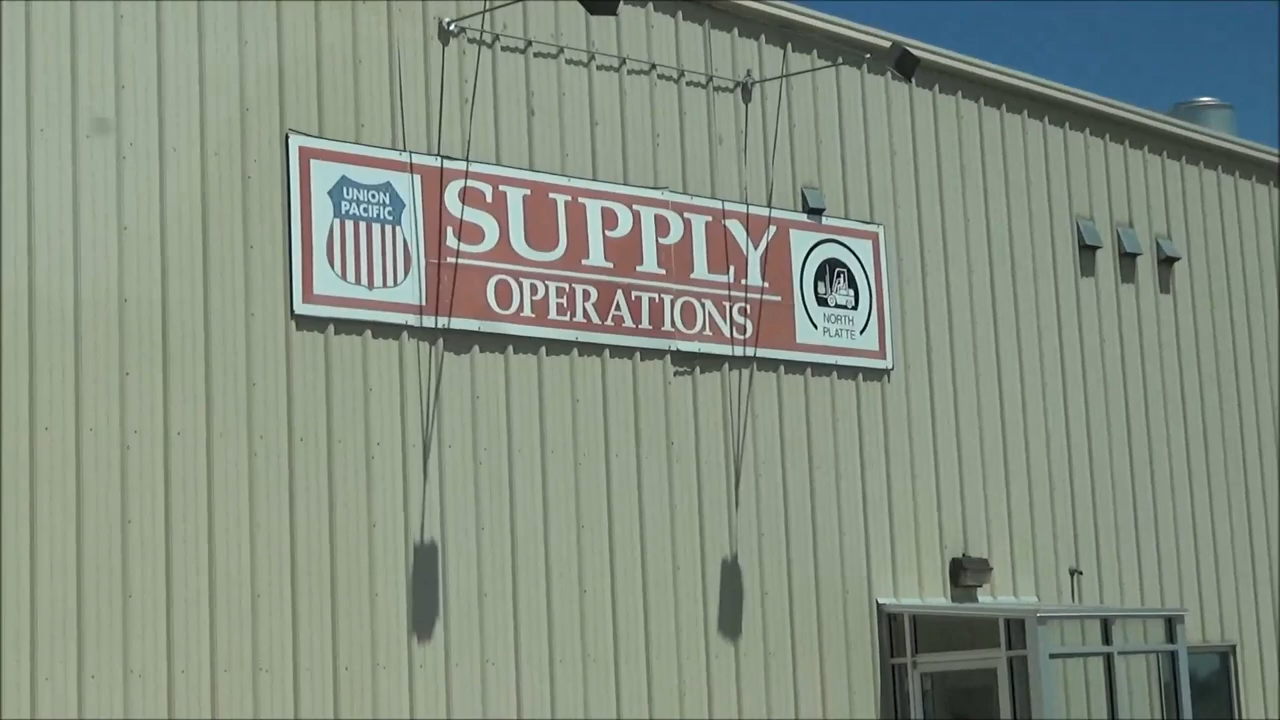 UNION
PACIFIC
SUPPLY
OPERATIONS
NORTH
PLATTE